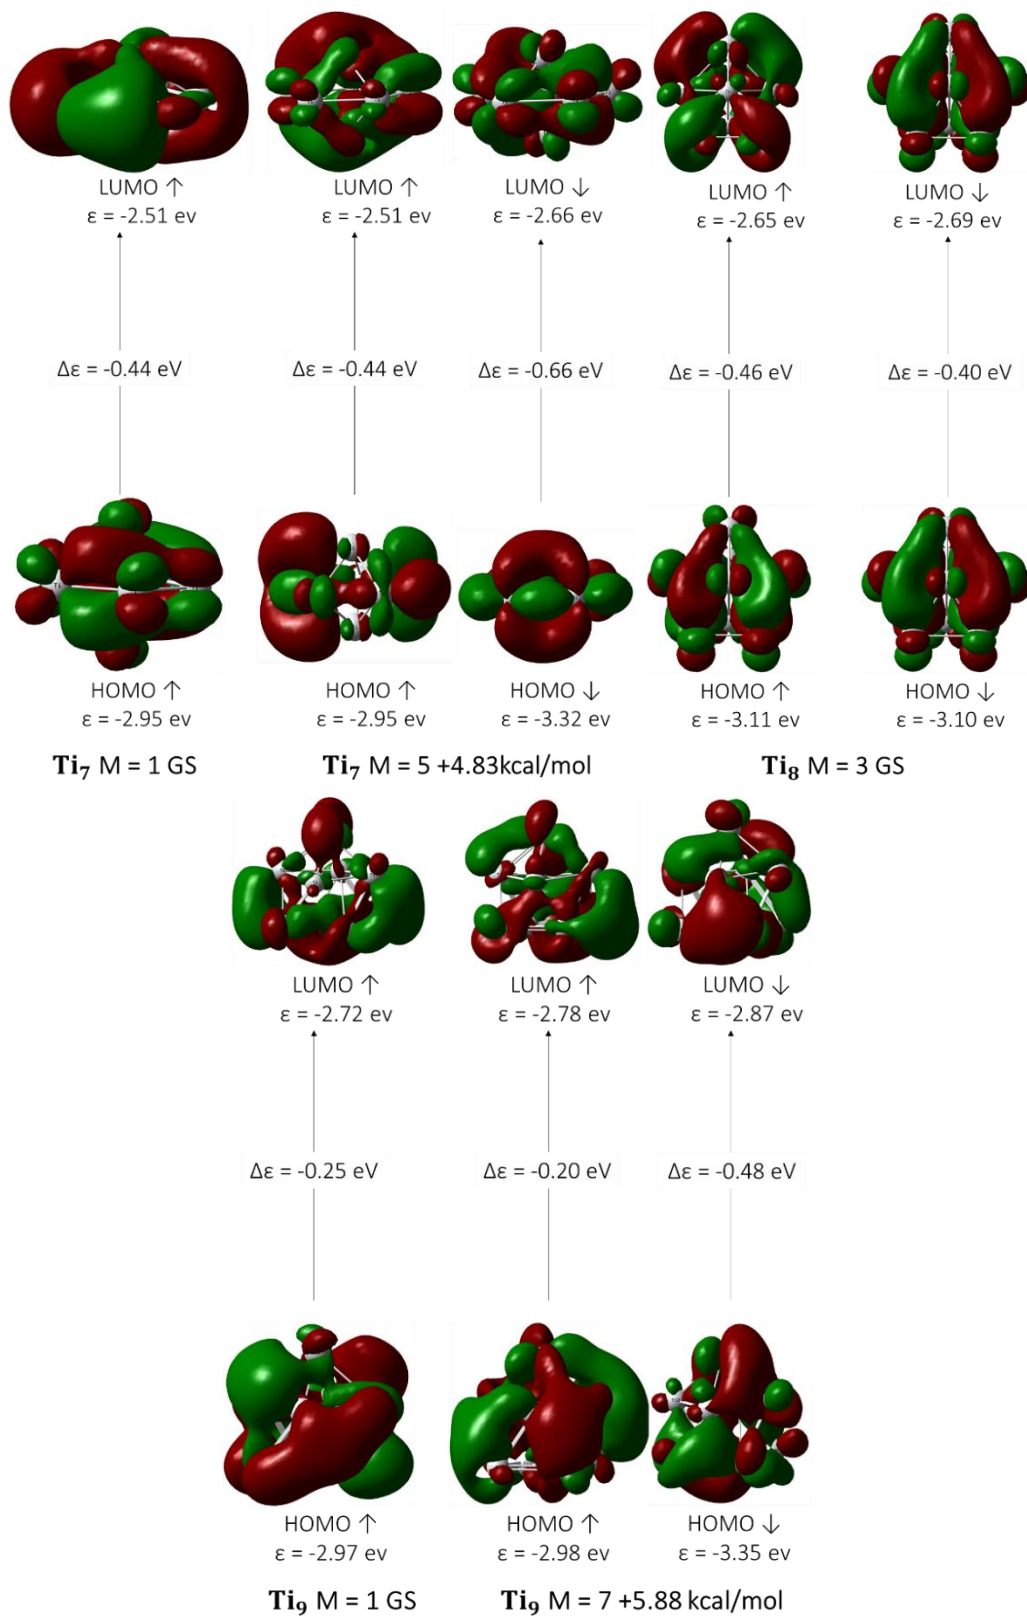 LUMO ↑ LUMO ↑ LUMO ↓ LUMO ↑ LUMO ↓
ε = -2.51 ev ε = -2.51 ev ε = -2.66 ev ε = -2.65 ev ε = -2.69 ev
Δε = -0.44 eV Δε = -0.44 eV Δε = -0.66 eV Δε = -0.46 eV Δε = -0.40 eV
HOMO ↑ HOMO ↑ HOMO ↓ HOMO ↑ HOMO ↓
ε = -2.95 ev ε = -2.95 ev ε = -3.32 ev ε = -3.11 ev ε = -3.10 ev
Ti₇ M = 1 GS Ti₇ M = 5 +4.83kcal/mol Ti₈ M = 3 GS
LUMO ↑ LUMO ↑ LUMO ↓
ε = -2.72 ev ε = -2.78 ev ε = -2.87 ev
Δε = -0.25 eV Δε = -0.20 eV Δε = -0.48 eV
HOMO ↑ HOMO ↑ HOMO ↓
ε = -2.97 ev ε = -2.98 ev ε = -3.35 ev
Ti₉ M = 1 GS Ti₉ M = 7 +5.88 kcal/mol